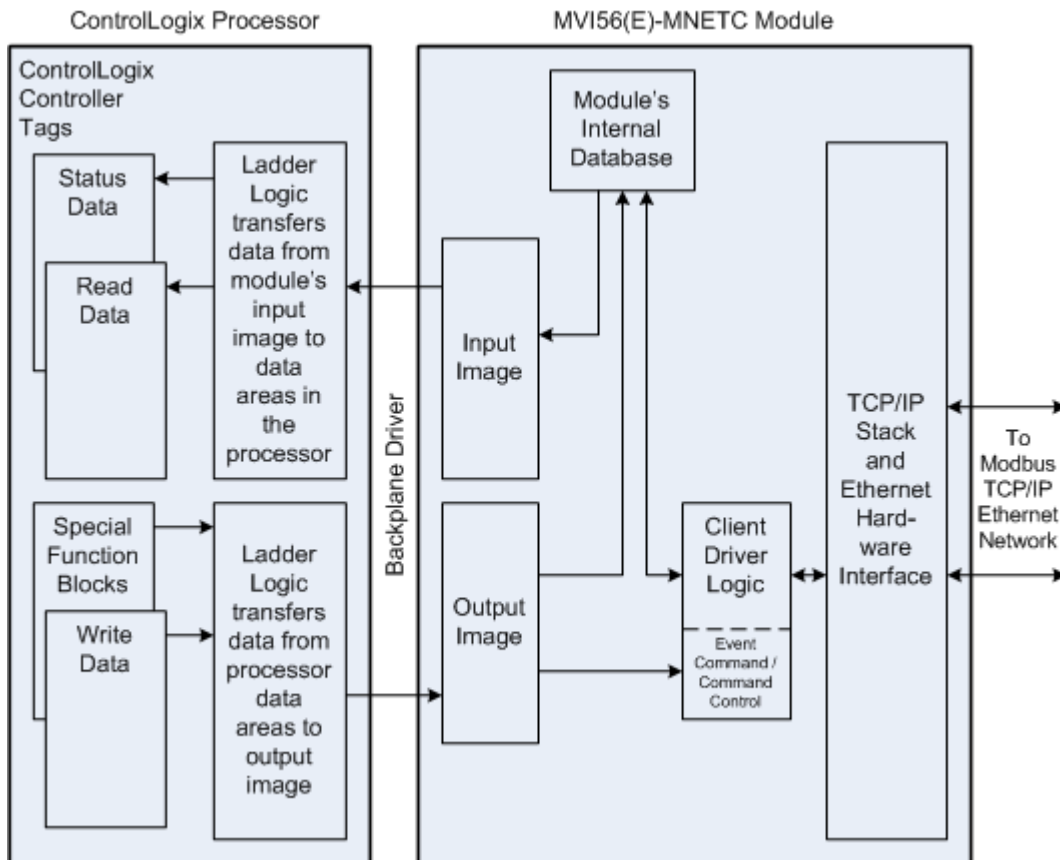 ControlLogix Processor
MVI56(E)-MNETC Module
ControlLogix
Controller
Tags
Status
Data
Read
Data
Ladder
Logic
transfers
data from
module's
input
image to
data
areas in
the
processor
Special
Function
Blocks
Write
Data
Ladder
Logic
transfers
data from
processor
data
areas to
output
image
Backplane Driver
Module's
Internal
Database
Input
Image
Output
Image
Client
Driver
Logic
Event
Command /
Command
Control
TCP/IP
Stack
and
Ethernet
Hard-
ware
Interface
To
Modbus
TCP/IP
Ethernet
Network